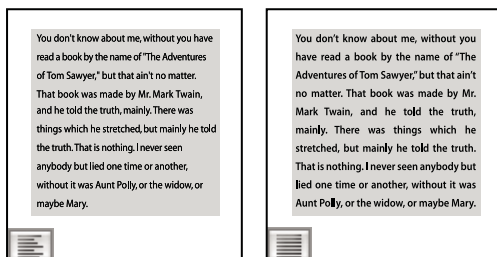 You don't know about me, without you have
read a book by the name of "The Adventures
of Tom Sawyer," but that ain't no matter.
That book was made by Mr. Mark Twain,
and he told the truth, mainly. There was
things which he stretched, but mainly he told
the truth. That is nothing. I never seen
anybody but lied one time or another,
without it was Aunt Polly, or the widow, or
maybe Mary.
You don't know about me, without you
have read a book by the name of “The
Adventures of Tom Sawyer,” but that ain't
no matter. That book was made by Mr.
Mark Twain, and he told the truth,
mainly. There was things which he
stretched, but mainly he told the truth.
That is nothing. I never seen anybody but
lied one time or another, without it was
Aunt Polly, or the widow, or maybe Mary.